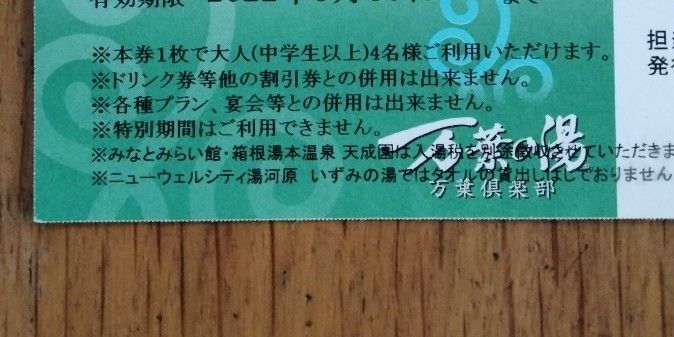 有効期限
※本券1枚で大人(中学生以上)4名様ご利用いただけます。
※ドリンク券等他の割引券との併用は出来ません。
※各種プラン、宴会等との併用は出来ません。
※特別期間はご利用できません。
※みなとみらい館・箱根湯本温泉 天成園は入湯税を別途徴収させていただきま
※ニューウェルシティ湯河原 いずみの湯ではタオルの貸出しはしておりません
万葉の湯
万葉倶楽部
担
発行